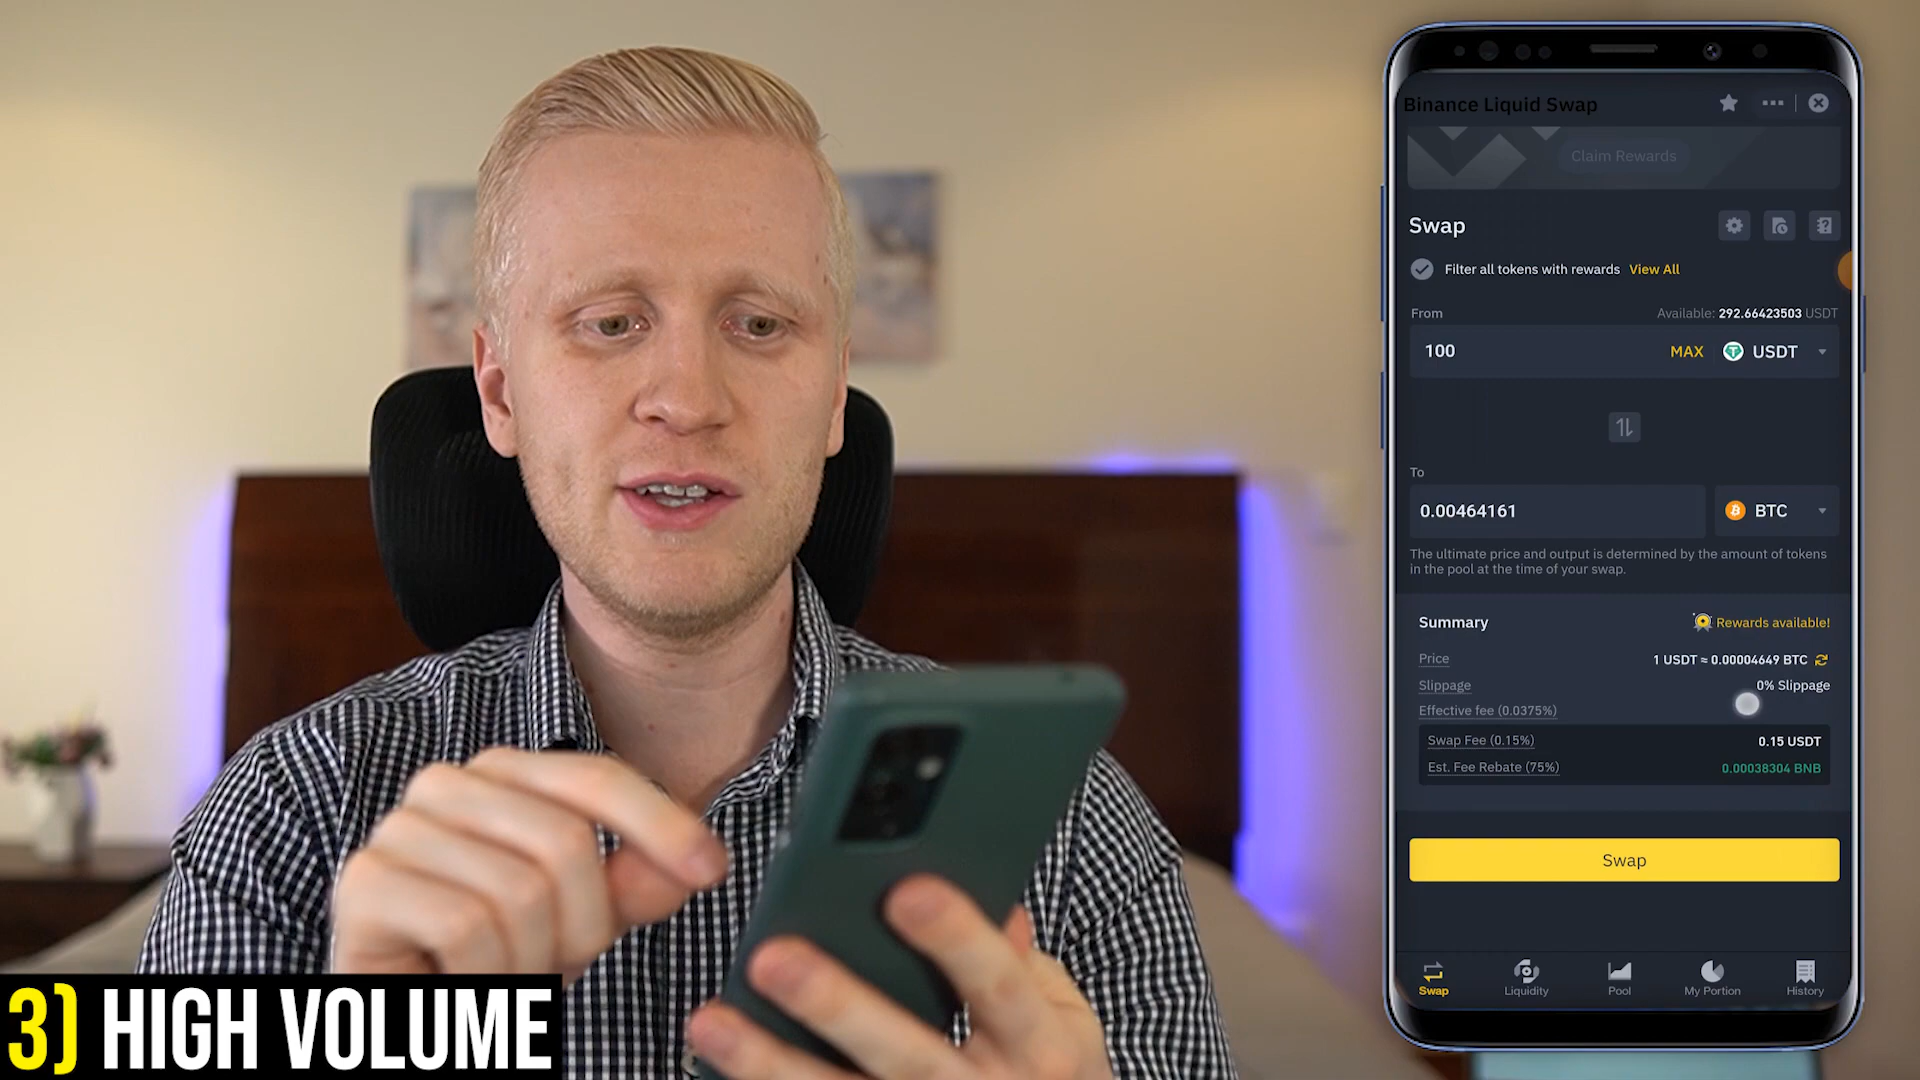 Binance Liquid Swap
Claim Rewards
Swap
Filter all tokens with rewards View All
From Available: 292.66423503 USDT
100 MAX USDT
To
0.00464161 BTC
The ultimate price and output is determined by the amount of tokens
in the pool at the time of your swap.
Summary Rewards available!
Price 1 USDT ≈ 0.00004649 BTC
Slippage 0% Slippage
Effective fee (0.0375%)
Swap Fee (0.15%) 0.15 USDT
Est. Fee Rebate (75%) 0.00038304 BNB
Swap
Swap Liquidity Pool My Portion History
3) HIGH VOLUME